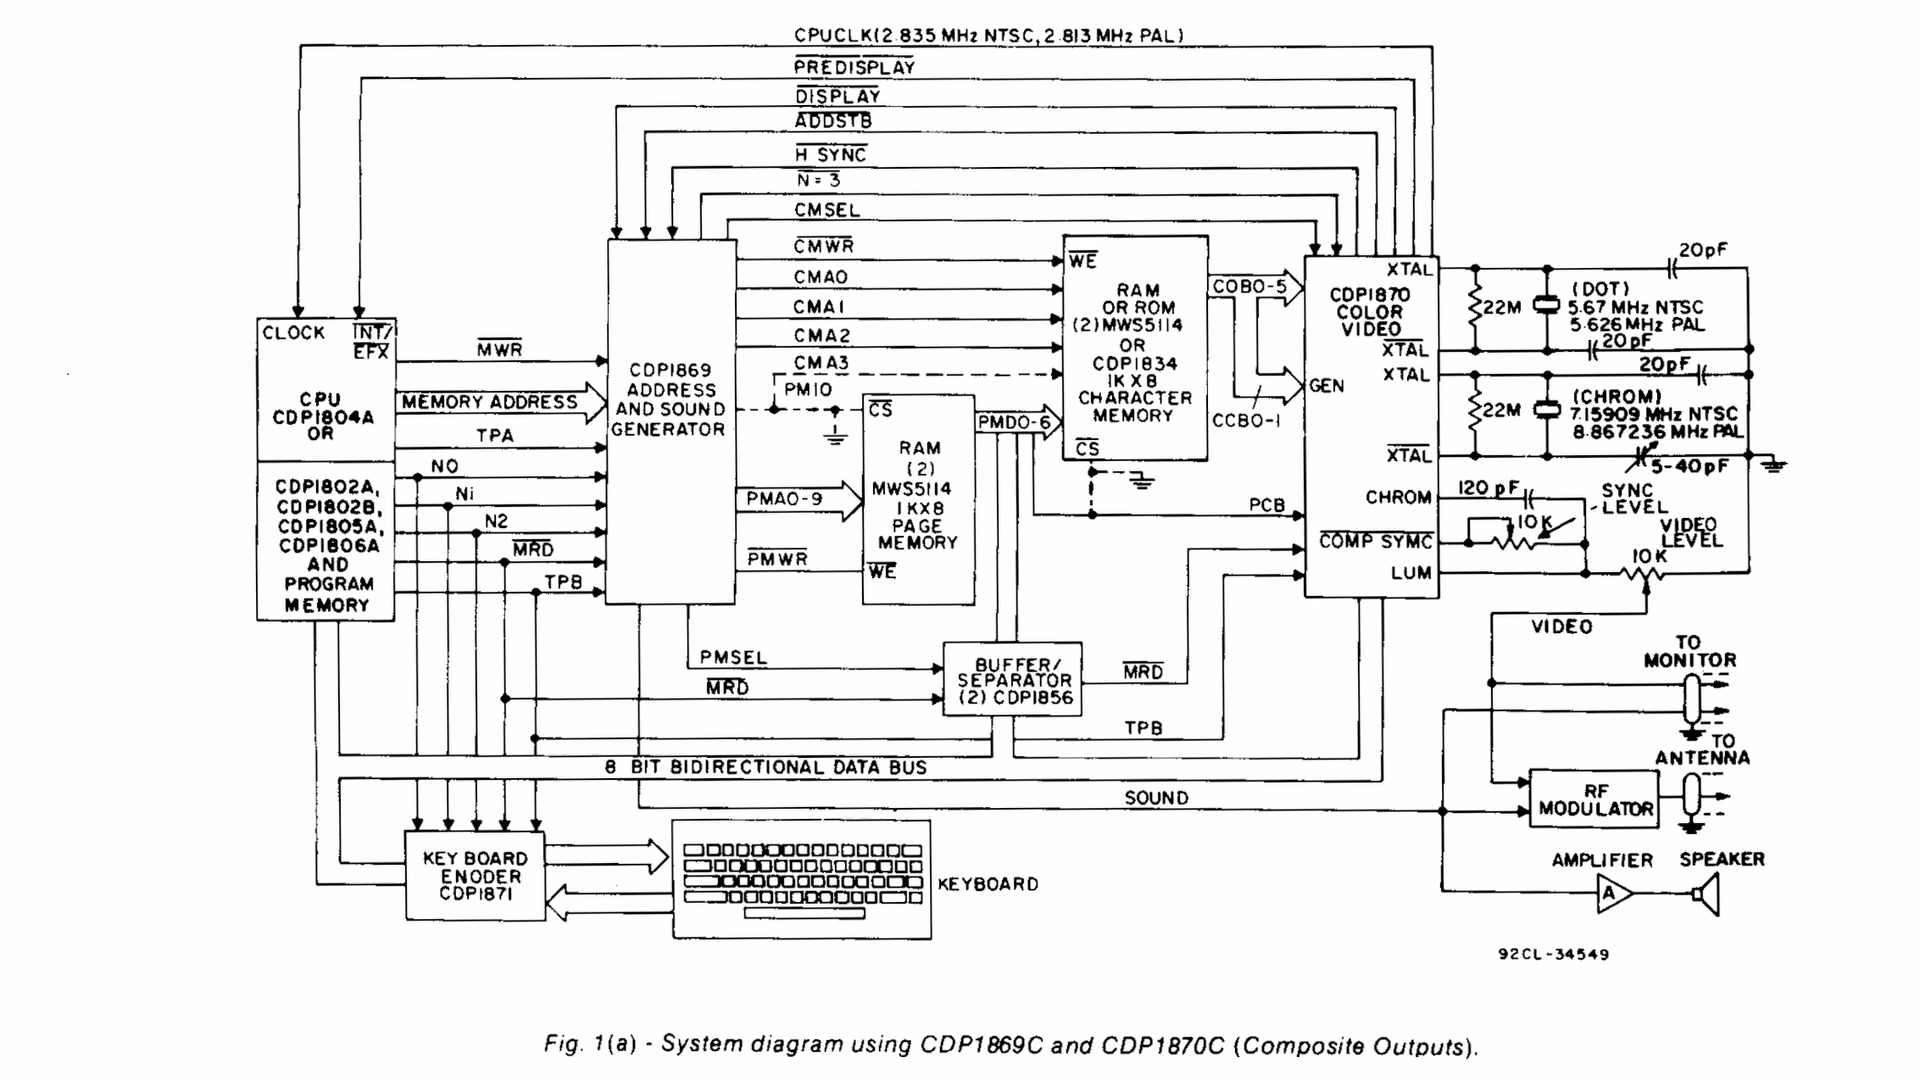 CPUCLK(2.835 MHz NTSC, 2.813 MHz PAL)
PREDISPLAY
DISPLAY
ADDSTB
H SYNC
N = 3
CMSEL
CMWR
CMA0
CMA1
CMA2
CMA3
PM10
CLOCK
INT/
EFX
CPU
CDP1804A
OR
CDP1802A,
CDP1802B,
CDP1805A,
CDP1806A
AND
PROGRAM
MEMORY
MWR
MEMORY ADDRESS
TPA
N0
Ni
N2
MRD
TPB
CDP1869
ADDRESS
AND SOUND
GENERATOR
PMA0-9
PMWR
CS
RAM
(2)
MWS5114
1KX8
PAGE
MEMORY
WE
PMD0-6
WE
RAM
OR ROM
(2)MWS5114
OR
CDP1834
1K X 8
CHARACTER
MEMORY
CS
COBO-5
CCBO-1
PCB
XTAL
CDP1870
COLOR
VIDEO
XTAL
XTAL
GEN
XTAL
CHROM
COMP SYMC
LUM
20pF
22M
(DOT)
5.67 MHz NTSC
5.626 MHz PAL
20pF
20pF
22M
(CHROM)
7.15909 MHz NTSC
8.867236 MHz PAL
5-40pF
120 pF
SYNC
LEVEL
10K
VIDEO
LEVEL
10K
VIDEO
PMSEL
MRD
BUFFER/
SEPARATOR
(2) CDP1856
MRD
TPB
8 BIT BIDIRECTIONAL DATA BUS
SOUND
TO
MONITOR
TO
ANTENNA
RF
MODULATOR
AMPLIFIER
SPEAKER
A
KEY BOARD
ENODER
CDP1871
KEYBOARD
92CL-34549
Fig. 1(a) - System diagram using CDP1869C and CDP1870C (Composite Outputs).